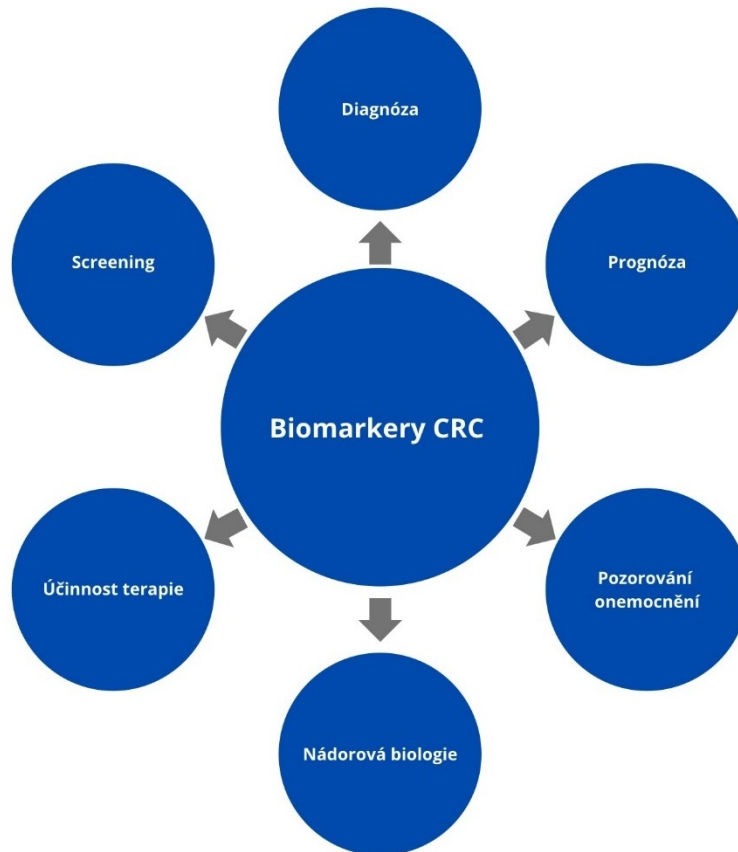 Diagnóza
Screening
Prognóza
Biomarkery CRC
Účinnost terapie
Pozorování
onemocnění
Nádorová biologie